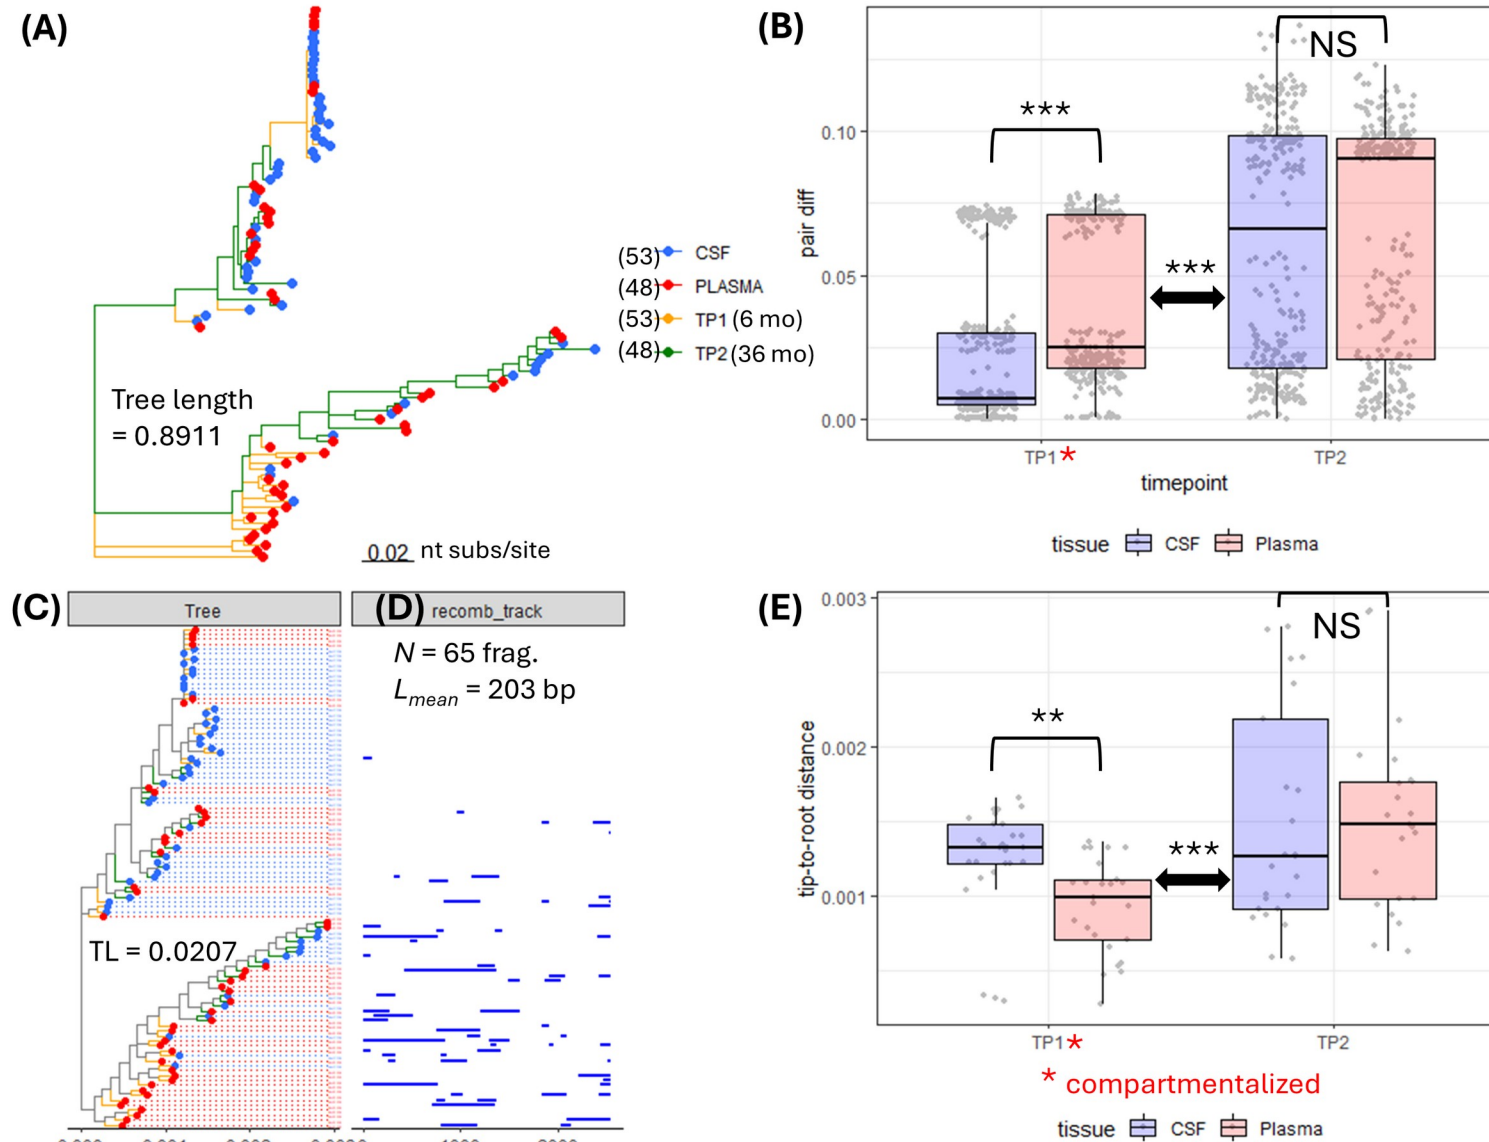 (A)
(53) CSF
(48) PLASMA
(53) TP1 (6 mo)
(48) TP2 (36 mo)
Tree length
= 0.8911
0.02 nt subs/site
(B)
NS
***
0.10
***
0.05
0.00
pair diff
TP1* TP2
timepoint
tissue CSF Plasma
(C) Tree
TL = 0.0207
(D) recomb_track
N = 65 frag.
Lmean = 203 bp
(E)
0.003
NS
**
0.002
***
0.001
tip-to-root distance
TP1* TP2
* compartmentalized
tissue CSF Plasma